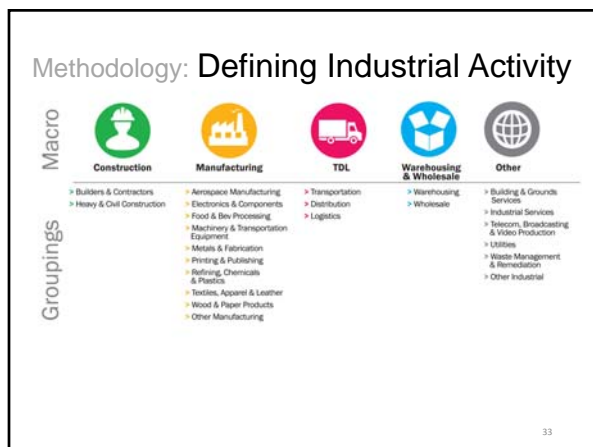 Methodology: Defining Industrial Activity
Macro
Construction
Manufacturing
TDL
Warehousing
& Wholesale
Other
Groupings
> Builders & Contractors
> Heavy & Civil Construction
> Aerospace Manufacturing
> Electronics & Components
> Food & Bev Processing
> Machinery & Transportation
Equipment
> Metals & Fabrication
> Printing & Publishing
> Refining, Chemicals
& Plastics
> Textiles, Apparel & Leather
> Wood & Paper Products
> Other Manufacturing
> Transportation
> Distribution
> Logistics
> Warehousing
> Wholesale
> Building & Grounds
Services
> Industrial Services
> Telecom, Broadcasting
& Video Production
> Utilities
> Waste Management
& Remediation
> Other Industrial
33